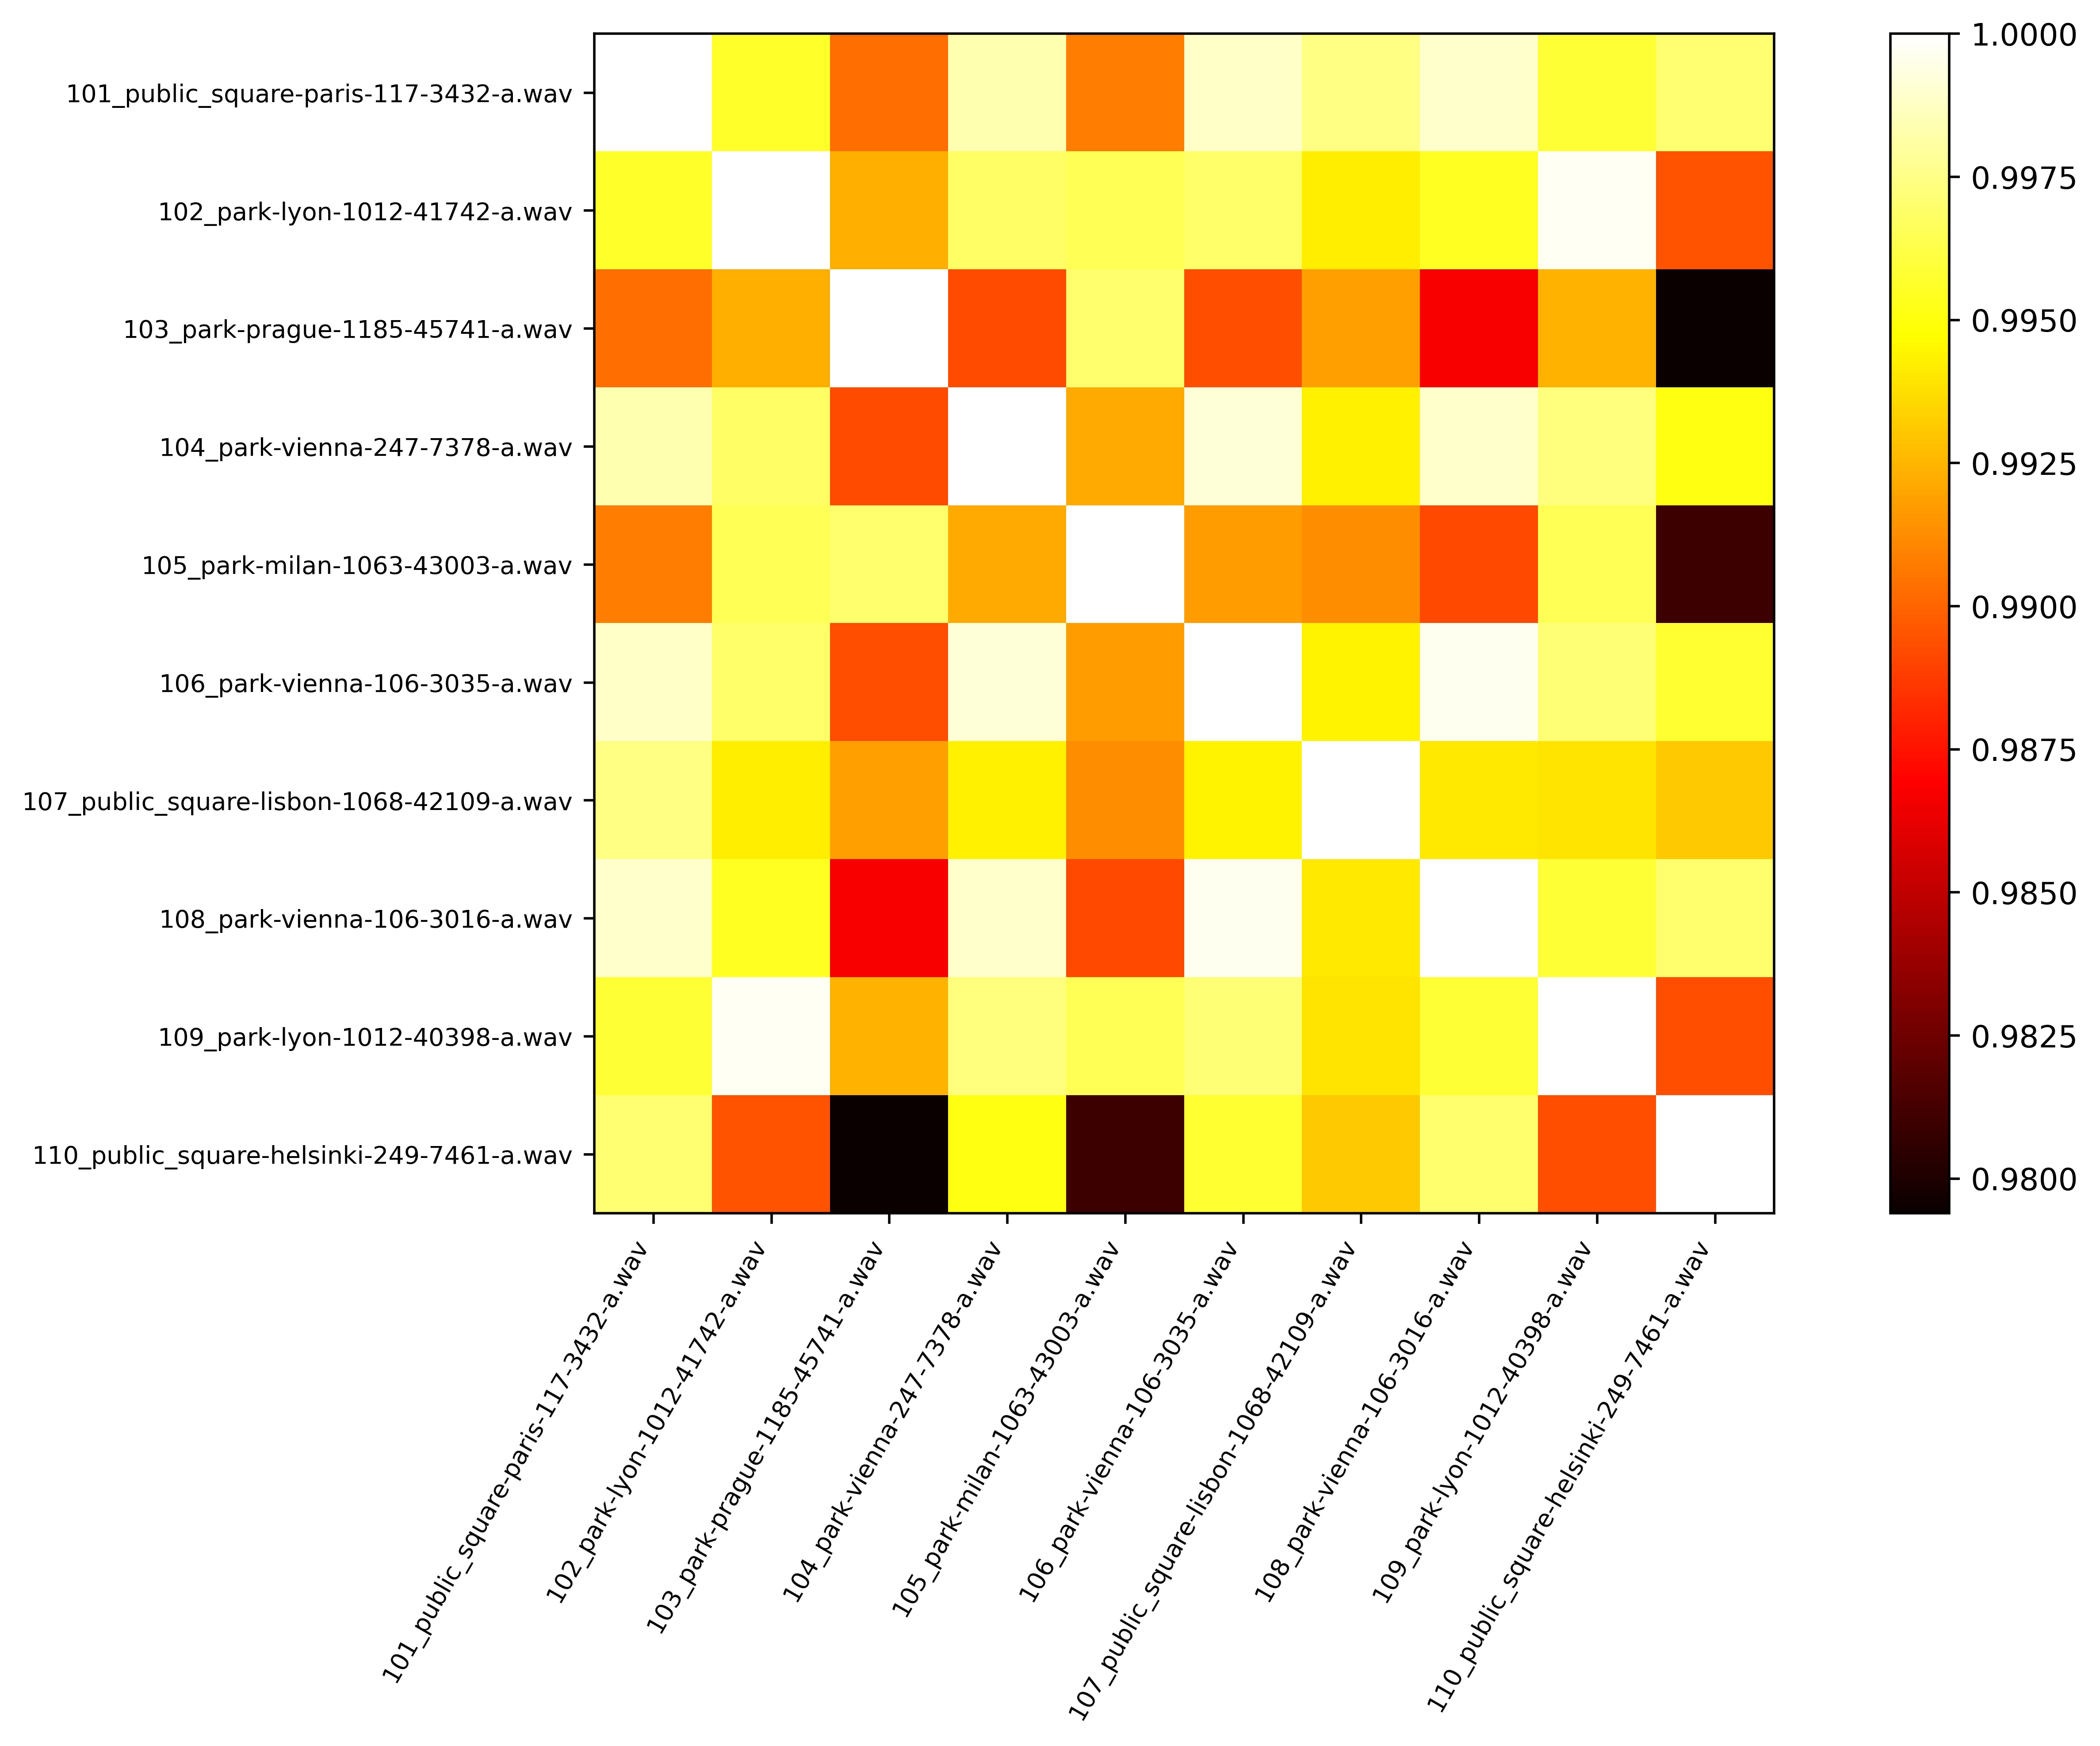 101_public_square-paris-117-3432-a.wav
102_park-lyon-1012-41742-a.wav
103_park-prague-1185-45741-a.wav
104_park-vienna-247-7378-a.wav
105_park-milan-1063-43003-a.wav
106_park-vienna-106-3035-a.wav
107_public_square-lisbon-1068-42109-a.wav
108_park-vienna-106-3016-a.wav
109_park-lyon-1012-40398-a.wav
110_public_square-helsinki-249-7461-a.wav
101_public_square-paris-117-3432-a.wav
102_park-lyon-1012-41742-a.wav
103_park-prague-1185-45741-a.wav
104_park-vienna-247-7378-a.wav
105_park-milan-1063-43003-a.wav
106_park-vienna-106-3035-a.wav
107_public_square-lisbon-1068-42109-a.wav
108_park-vienna-106-3016-a.wav
109_park-lyon-1012-40398-a.wav
110_public_square-helsinki-249-7461-a.wav
1.0000
0.9975
0.9950
0.9925
0.9900
0.9875
0.9850
0.9825
0.9800